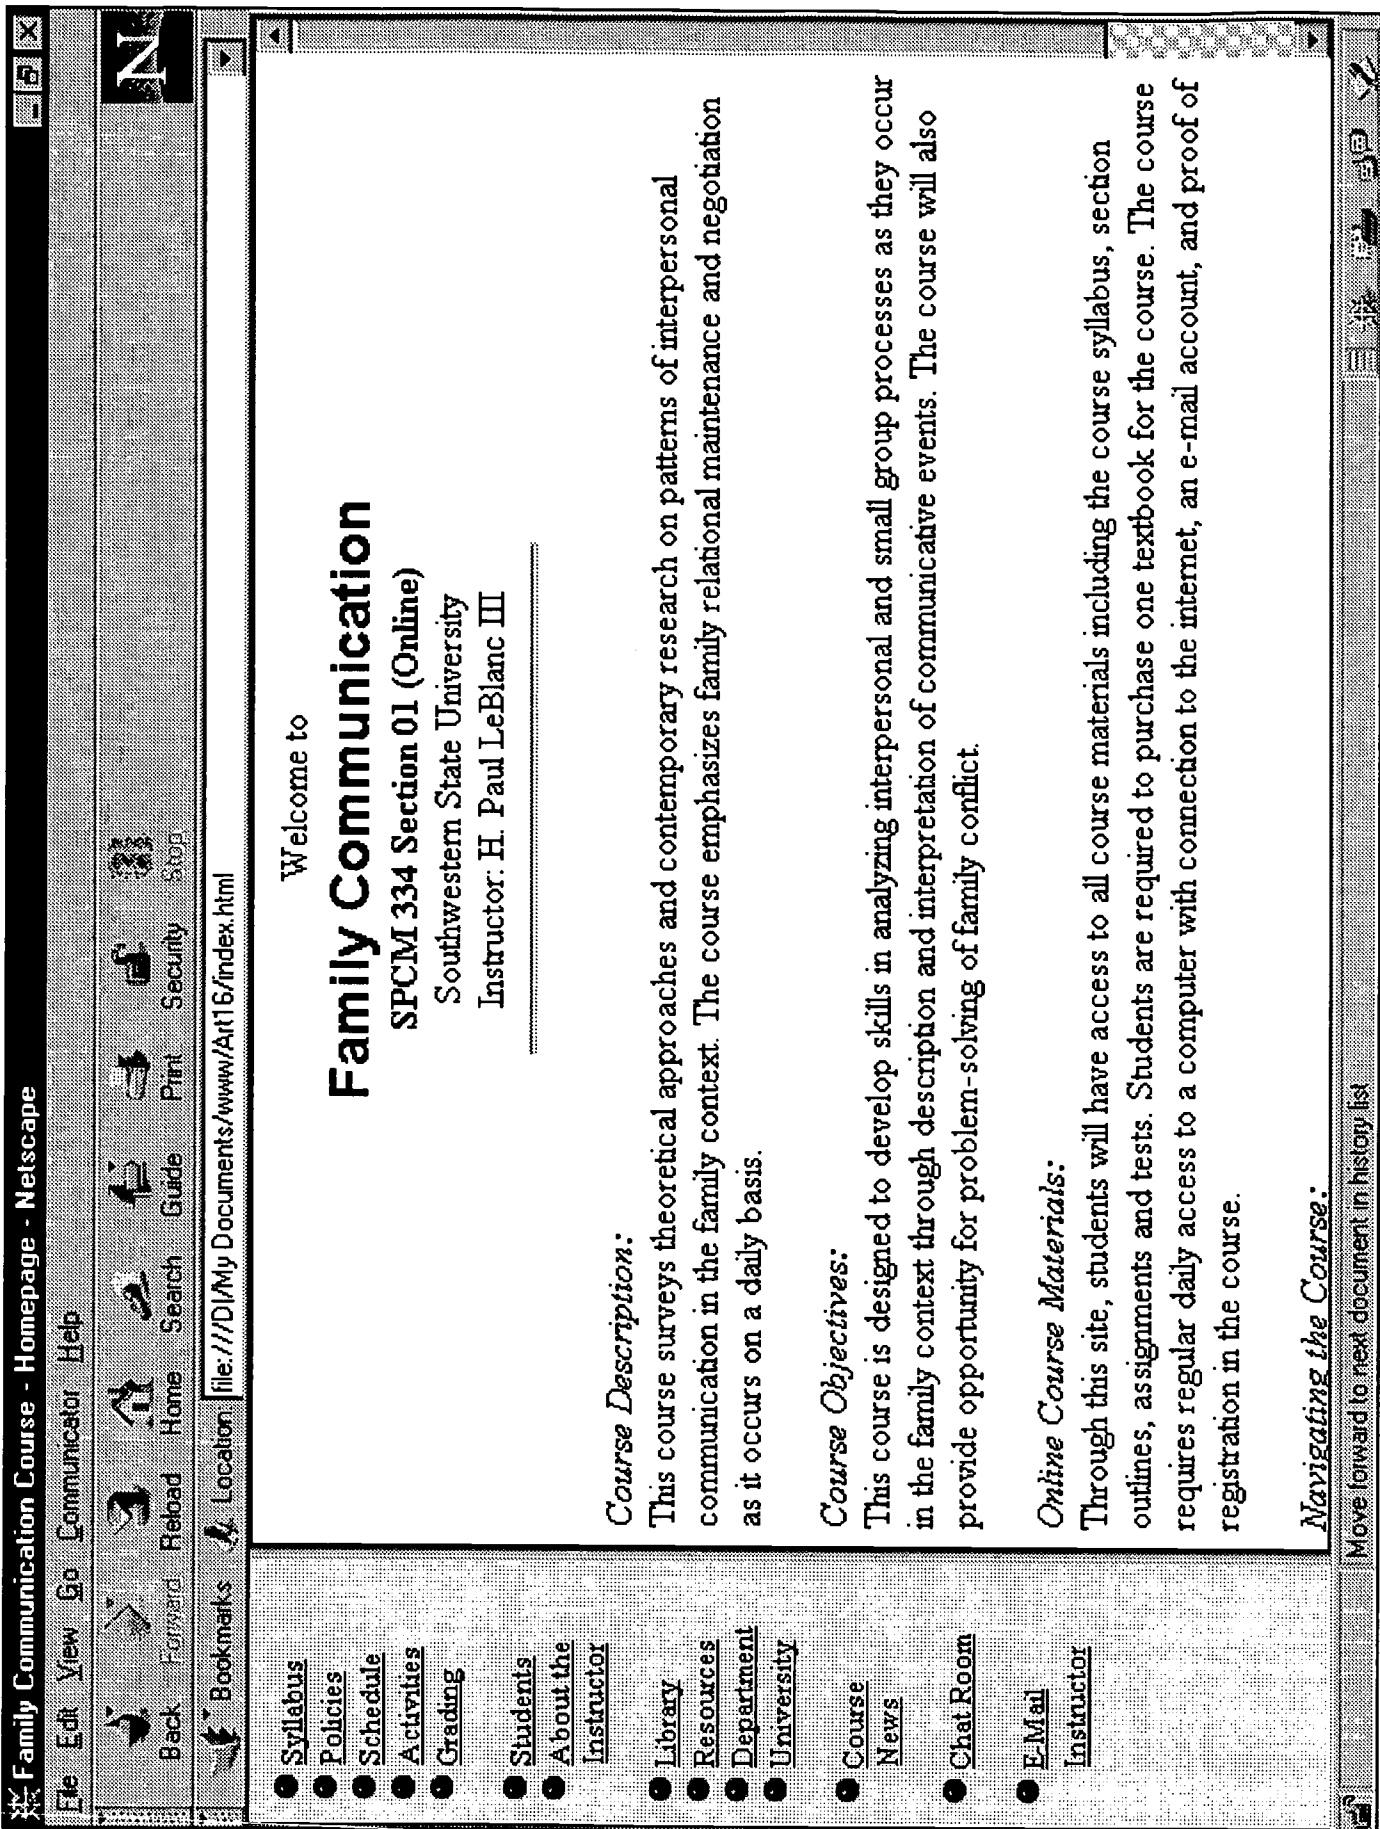 Family Communication Course - Homepage - Netscape
File Edit View Go Communicator Help
N
Back Forward Reload Home Search Guide Print Security Stop
Bookmarks Location file:///D|/My Documents/www/Art16/index.html
Syllabus
Policies
Schedule
Activities
Grading
Students
About the
Instructor
Library
Resources
Department
University
Course
News
Chat Room
E-Mail
Instructor
Welcome to
Family Communication
SPCM 334 Section 01 (Online)
Southwestern State University
Instructor: H. Paul LeBlanc III
Course Description:
This course surveys theoretical approaches and contemporary research on patterns of interpersonal
communication in the family context. The course emphasizes family relational maintenance and negotiation
as it occurs on a daily basis.
Course Objectives:
This course is designed to develop skills in analyzing interpersonal and small group processes as they occur
in the family context through description and interpretation of communicative events. The course will also
provide opportunity for problem-solving of family conflict.
Online Course Materials:
Through this site, students will have access to all course materials including the course syllabus, section
outlines, assignments and tests. Students are required to purchase one textbook for the course. The course
requires regular daily access to a computer with connection to the internet, an e-mail account, and proof of
registration in the course.
Navigating the Course:
Move forward to next document in history list